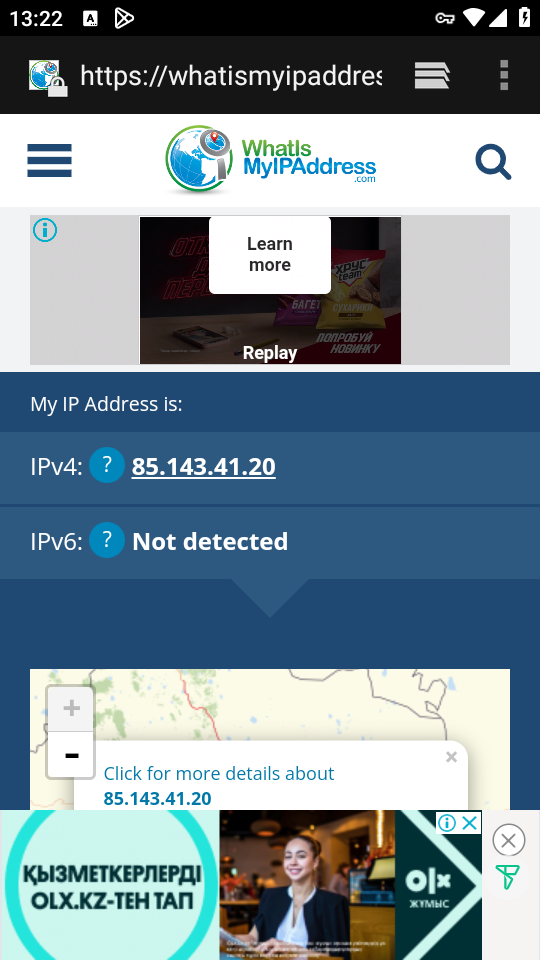 13:22
A
https://whatismyipaddres
WhatIs
MyIPAddress
.com
Learn
more
ХРУС
team
БАГЕТ
СУХАРИКИ
ПОПРОБУЙ
НОВИНКУ
Replay
My IP Address is:
IPv4: ? 85.143.41.20
IPv6: ? Not detected
+
-
×
Click for more details about
85.143.41.20
ҚЫЗМЕТКЕРЛЕРДІ
OLX.KZ-ТЕН ТАП
olx
ЖҰМЫС